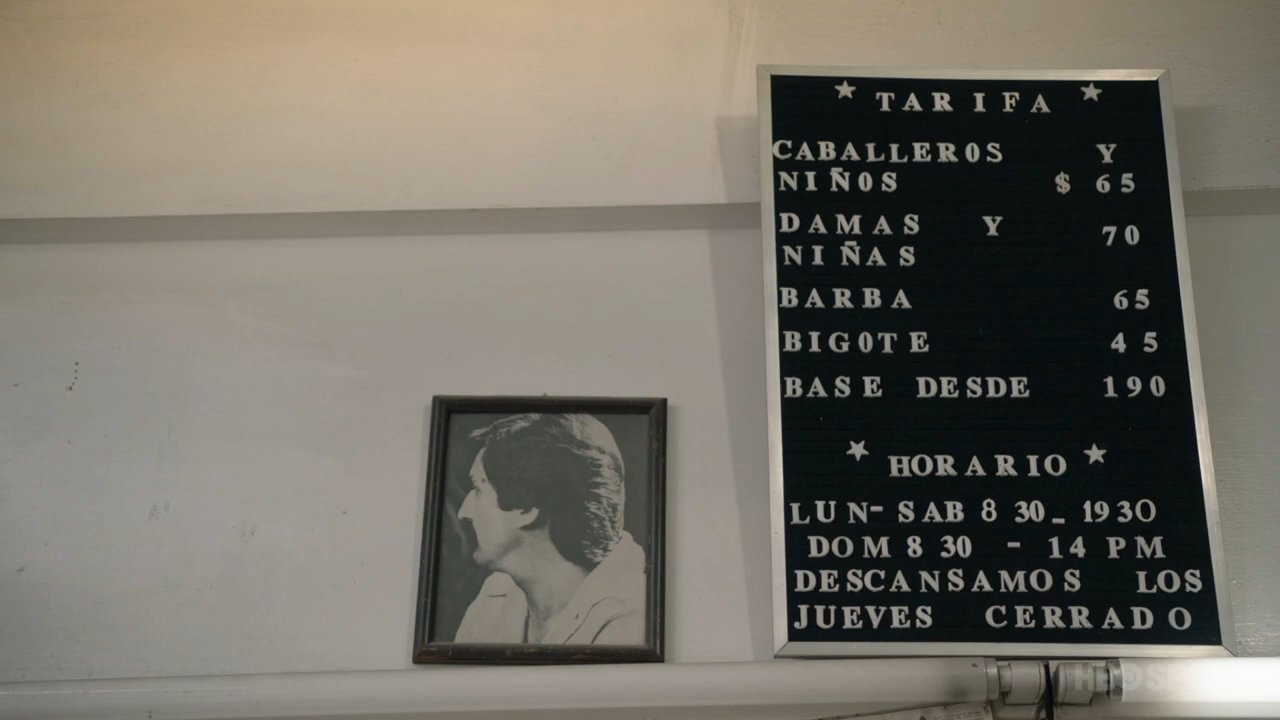 ★ TARIFA ★
CABALLEROS Y
NIÑOS $ 65
DAMAS Y 70
NIÑAS
BARBA 65
BIGOTE 45
BASE DESDE 190
★ HORARIO ★
LUN- SAB 8 30_ 1930
DOM 8 30 - 14 PM
DESCANSAMOS LOS
JUEVES CERRADO